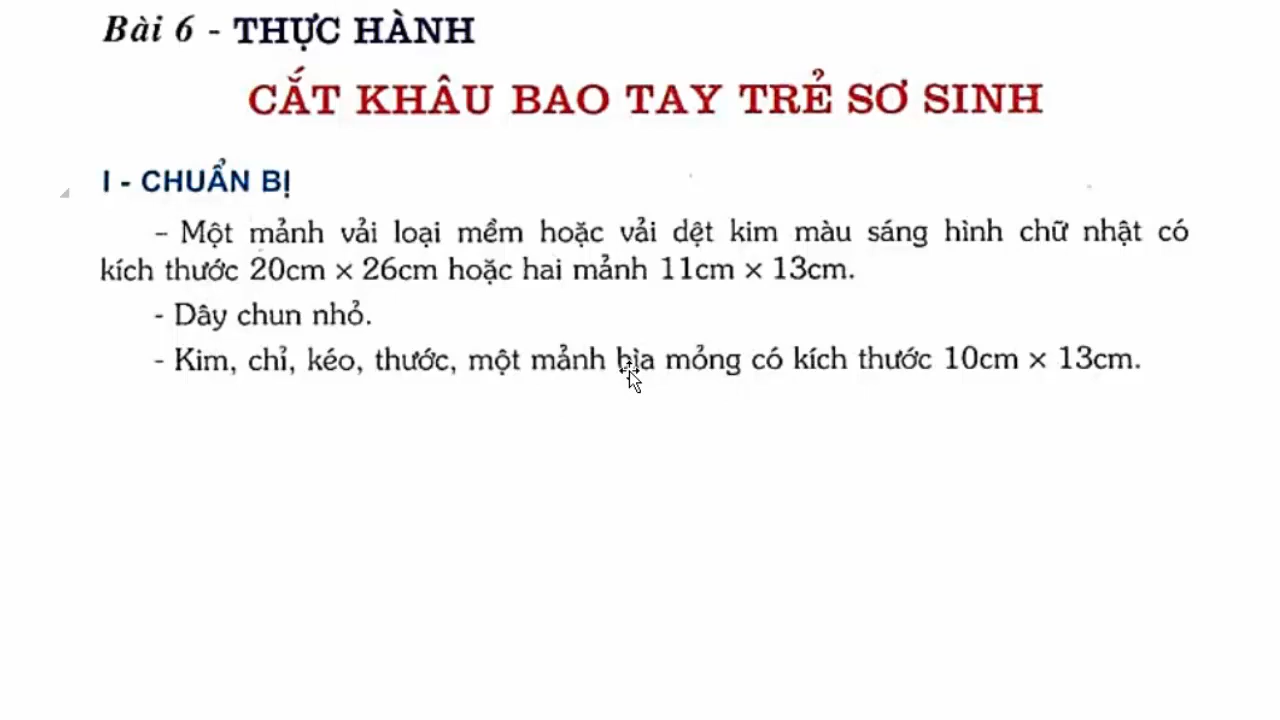 Bài 6 - THỰC HÀNH
CẮT KHÂU BAO TAY TRẺ SƠ SINH
I - CHUẨN BỊ
– Một mảnh vải loại mềm hoặc vải dệt kim màu sáng hình chữ nhật có
kích thước 20cm × 26cm hoặc hai mảnh 11cm × 13cm.
- Dây chun nhỏ.
- Kim, chỉ, kéo, thước, một mảnh bìa mỏng có kích thước 10cm × 13cm.